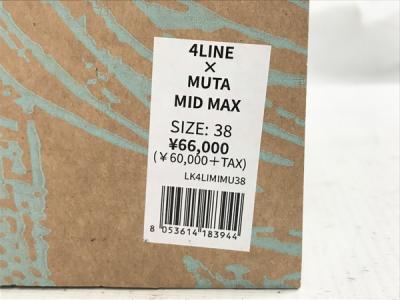 4LINE
×
MUTA
MID MAX
SIZE: 38
¥66,000
(¥60,000+TAX)
LK4LIMIMU38
8 053614 183944